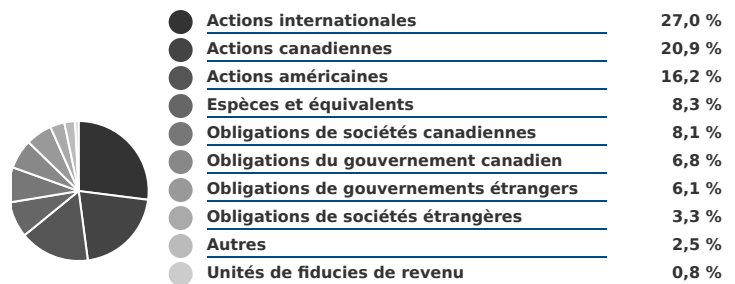 Actions internationales 27,0 %
Actions canadiennes 20,9 %
Actions américaines 16,2 %
Espèces et équivalents 8,3 %
Obligations de sociétés canadiennes 8,1 %
Obligations du gouvernement canadien 6,8 %
Obligations de gouvernements étrangers 6,1 %
Obligations de sociétés étrangères 3,3 %
Autres 2,5 %
Unités de fiducies de revenu 0,8 %